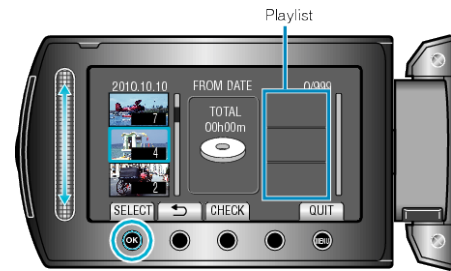 Playlist
2010.10.10 FROM DATE 0/999
TOTAL
00h00m
7
4
2
SELECT CHECK QUIT
OK MENU